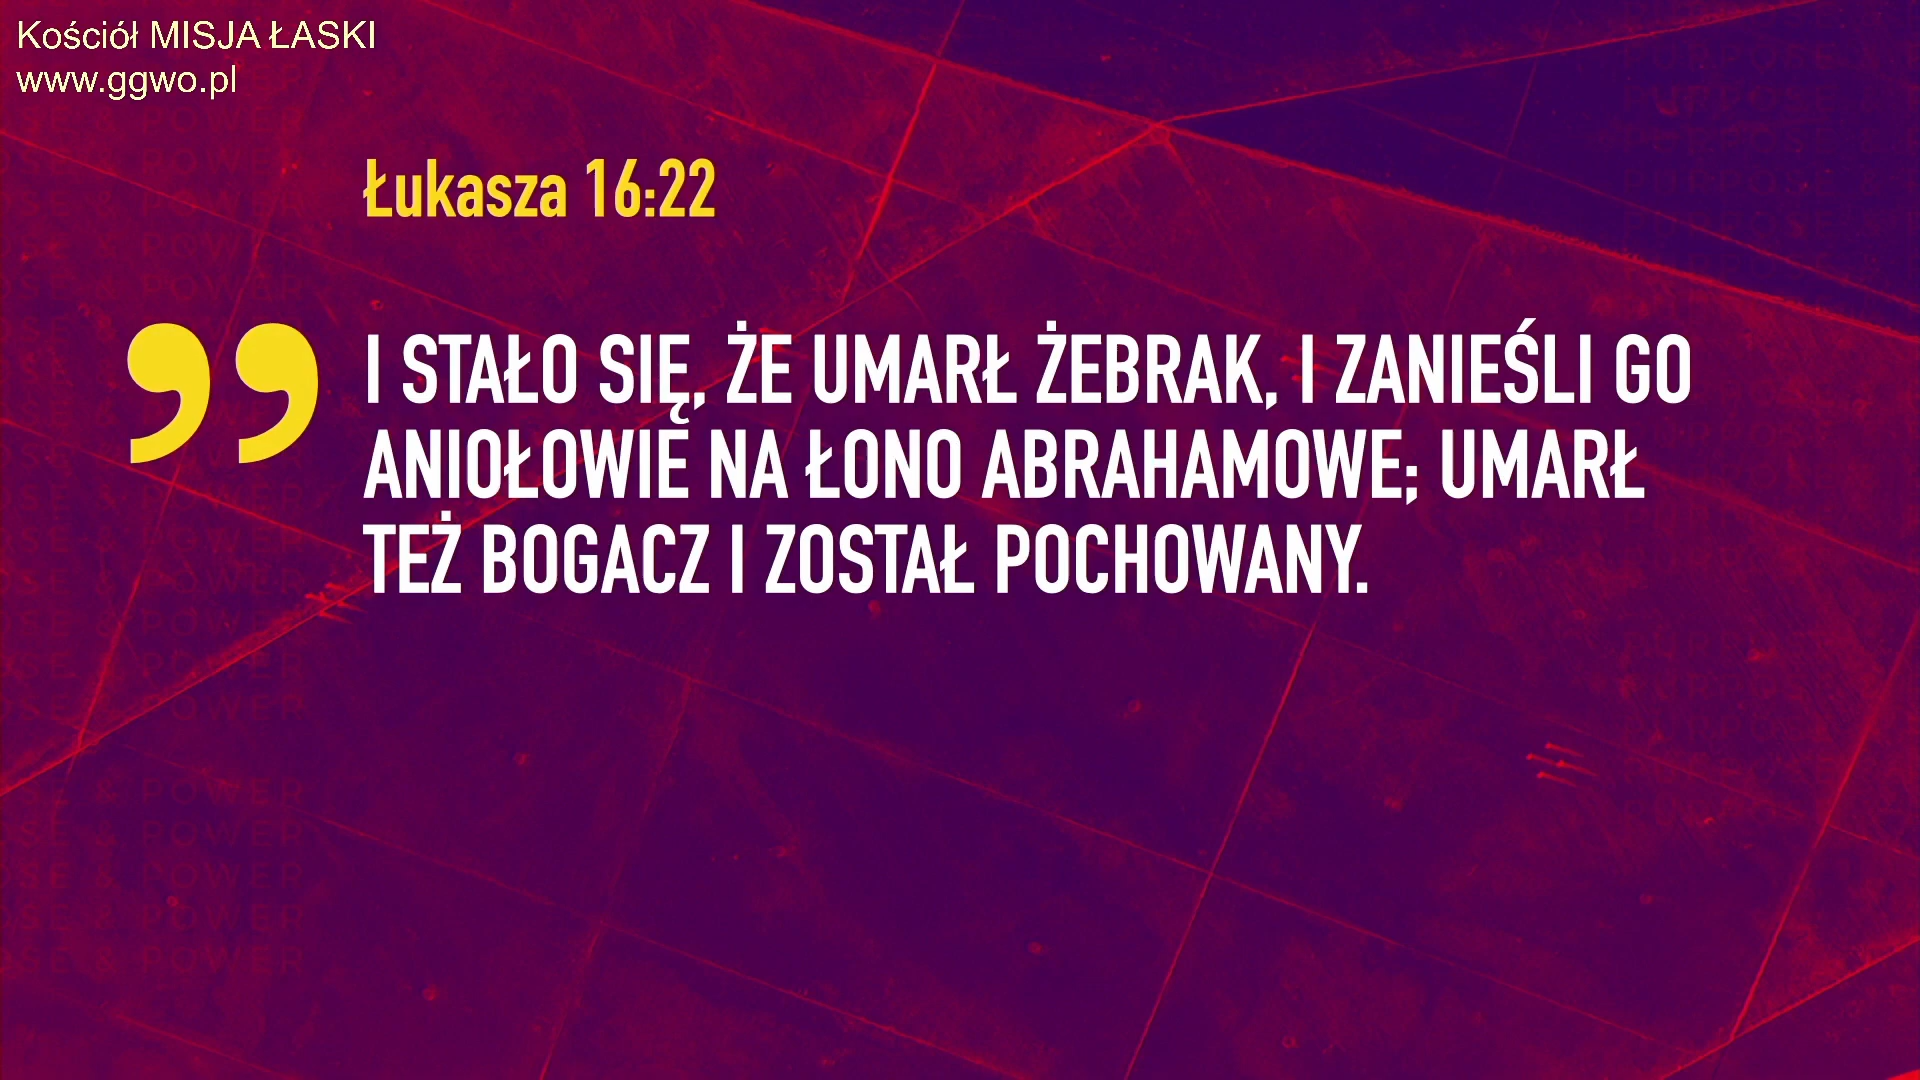 Kościół MISJA ŁASKI
www.ggwo.pl
Łukasza 16:22
I STAŁO SIĘ, ŻE UMARŁ ŻEBRAK, I ZANIEŚLI GO
ANIOŁOWIE NA ŁONO ABRAHAMOWE; UMARŁ
TEŻ BOGACZ I ZOSTAŁ POCHOWANY.